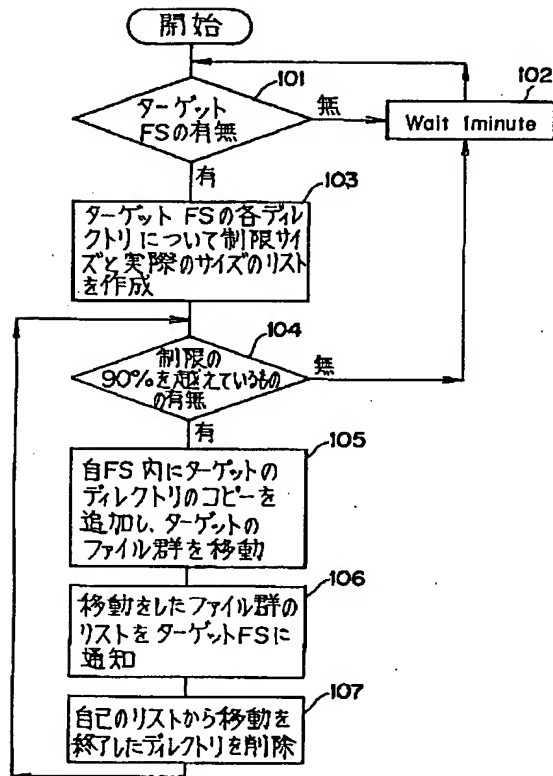 開始
101
ターゲット
FSの有無
無
102
Wait 1minute
有
103
ターゲット FSの各ディレ
クトリについて制限サイ
ズと実際のサイズのリスト
を作成
104
制限の
90%を越えているもの
の有無
無
有
105
自FS内にターゲットの
ディレクトリのコピーを
追加し、ターゲットの
ファイル群を移動
106
移動をしたファイル群の
リストをターゲットFSに
通知
107
自己のリストから移動を
終了したディレクトリを削除